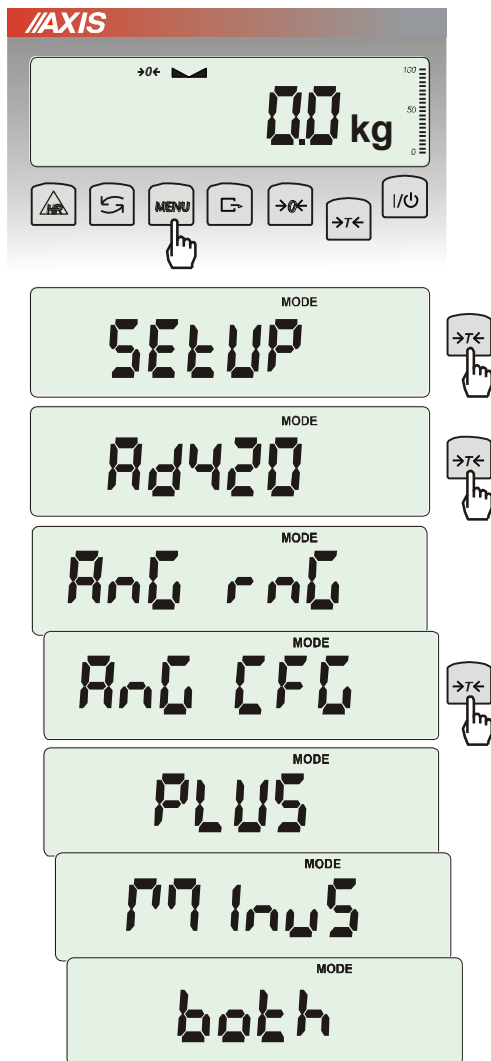 AXIS
→0←
100
50
0
0.0 kg
HR MENU →0← →T← I/⏻
MODE
SEtUP
→T←
MODE
Ad420
→T←
MODE
AnG rnG
MODE
AnG CFG
→T←
MODE
PLUS
MODE
MInuS
MODE
both